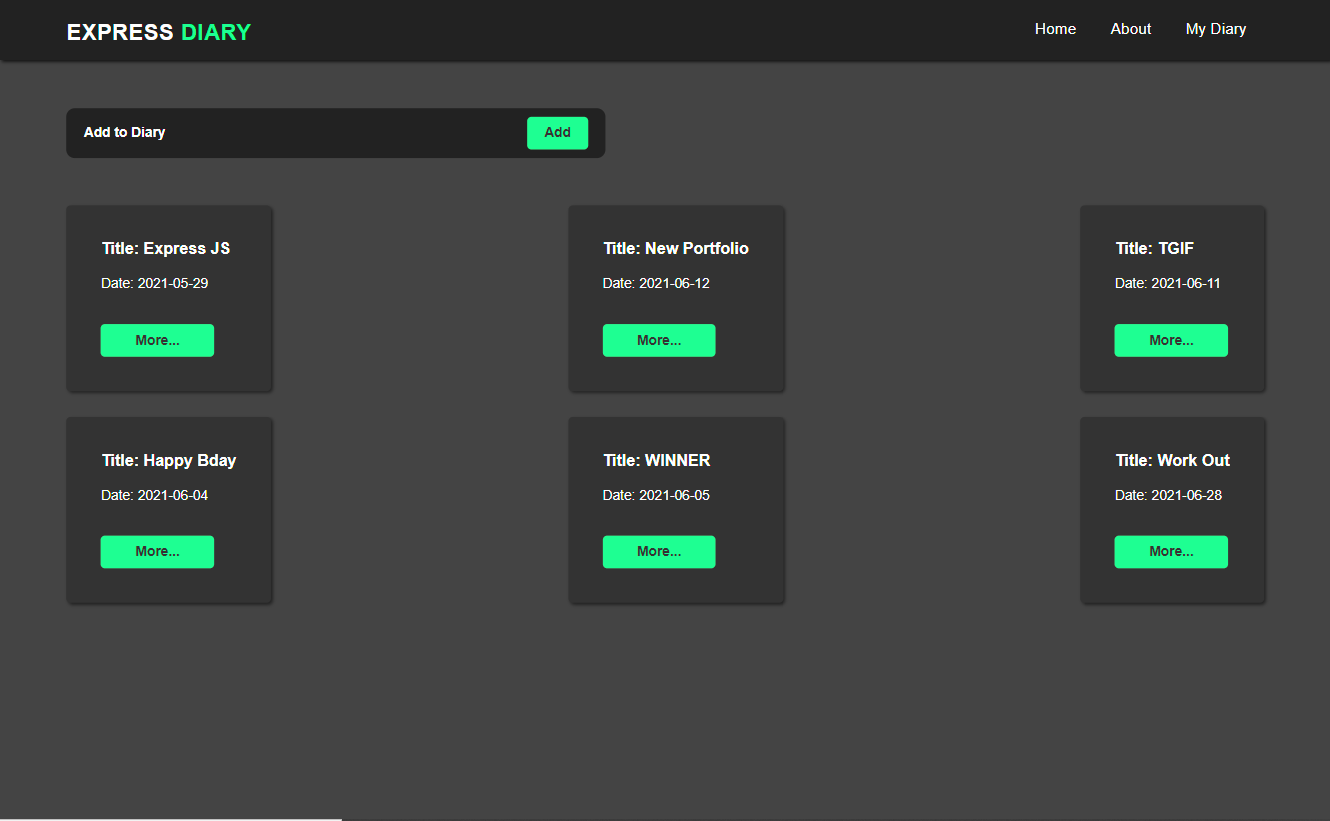 EXPRESS DIARY
Home
About
My Diary
Add to Diary
Add
Title: Express JS
Date: 2021-05-29
More...
Title: New Portfolio
Date: 2021-06-12
More...
Title: TGIF
Date: 2021-06-11
More...
Title: Happy Bday
Date: 2021-06-04
More...
Title: WINNER
Date: 2021-06-05
More...
Title: Work Out
Date: 2021-06-28
More...